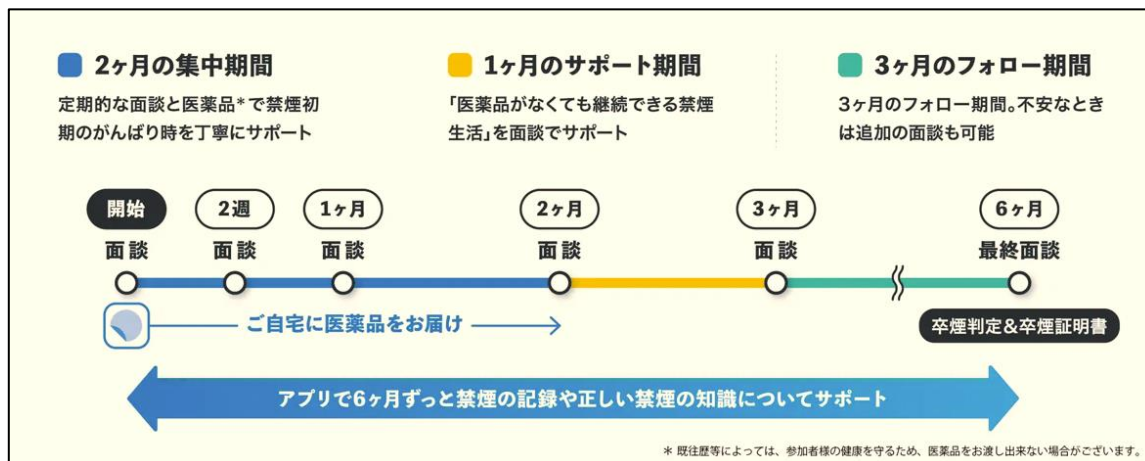 2ヶ月の集中期間
定期的な面談と医薬品*で禁煙初
期のがんばり時を丁寧にサポート
1ヶ月のサポート期間
「医薬品がなくても継続できる禁煙
生活」を面談でサポート
3ヶ月のフォロー期間
3ヶ月のフォロー期間。不安なとき
は追加の面談も可能
開始 2週 1ヶ月 2ヶ月 3ヶ月 6ヶ月
面談 面談 面談 面談 面談 最終面談
ご自宅に医薬品をお届け
卒煙判定&卒煙証明書
アプリで6ヶ月ずっと禁煙の記録や正しい禁煙の知識についてサポート
* 既往歴等によっては、参加者様の健康を守るため、医薬品をお渡し出来ない場合がございます。